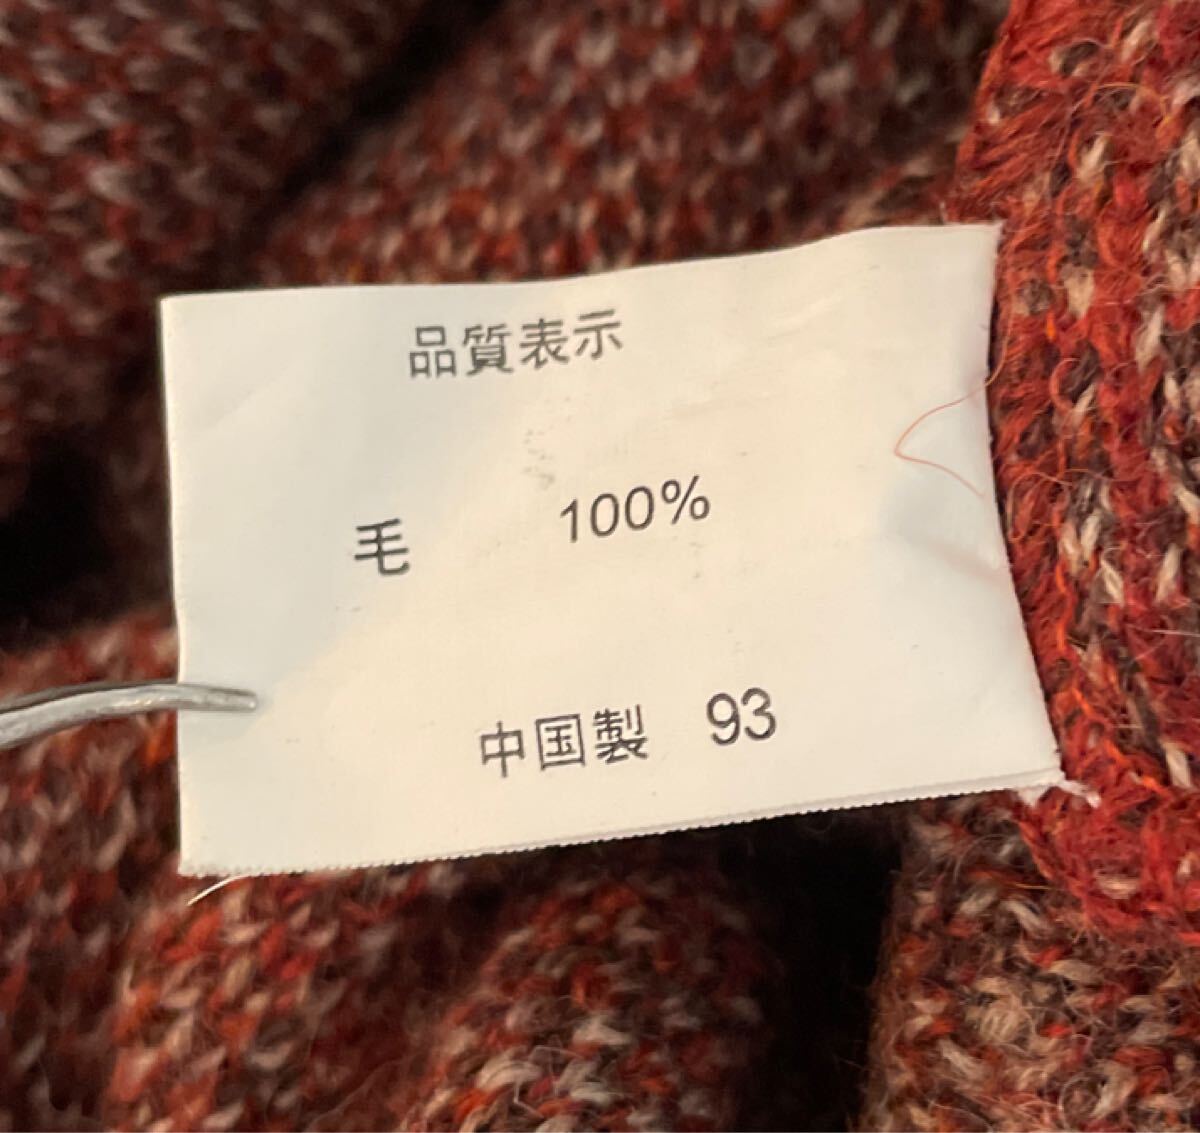 品質表示
毛 100%
中国製 93